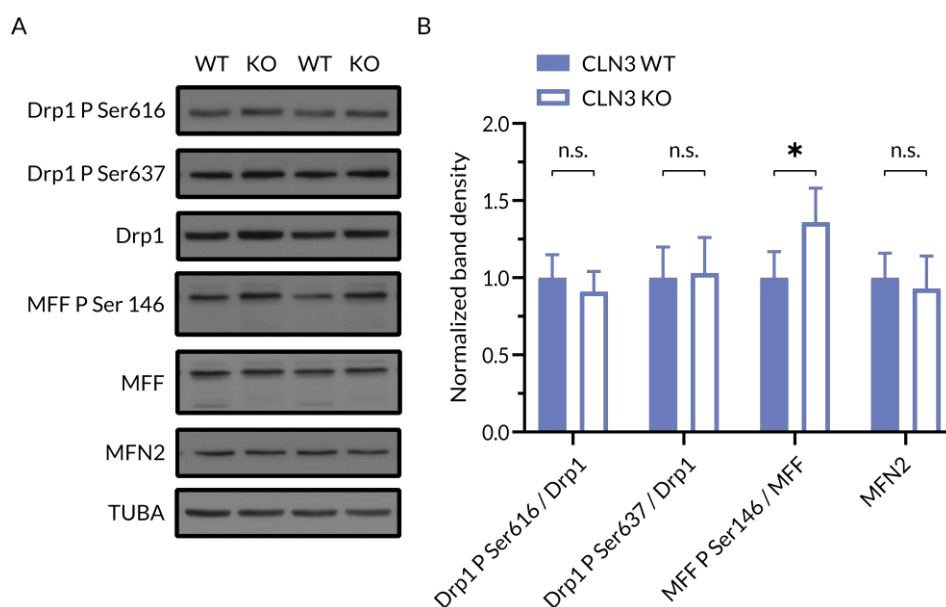 A
WT KO WT KO
Drp1 P Ser616
Drp1 P Ser637
Drp1
MFF P Ser 146
MFF
MFN2
TUBA
B
CLN3 WT
CLN3 KO
Normalized band density
2.0
1.5
1.0
0.5
0.0
n.s.
n.s.
*
n.s.
Drp1 P Ser616 / Drp1
Drp1 P Ser637 / Drp1
MFF P Ser146 / MFF
MFN2